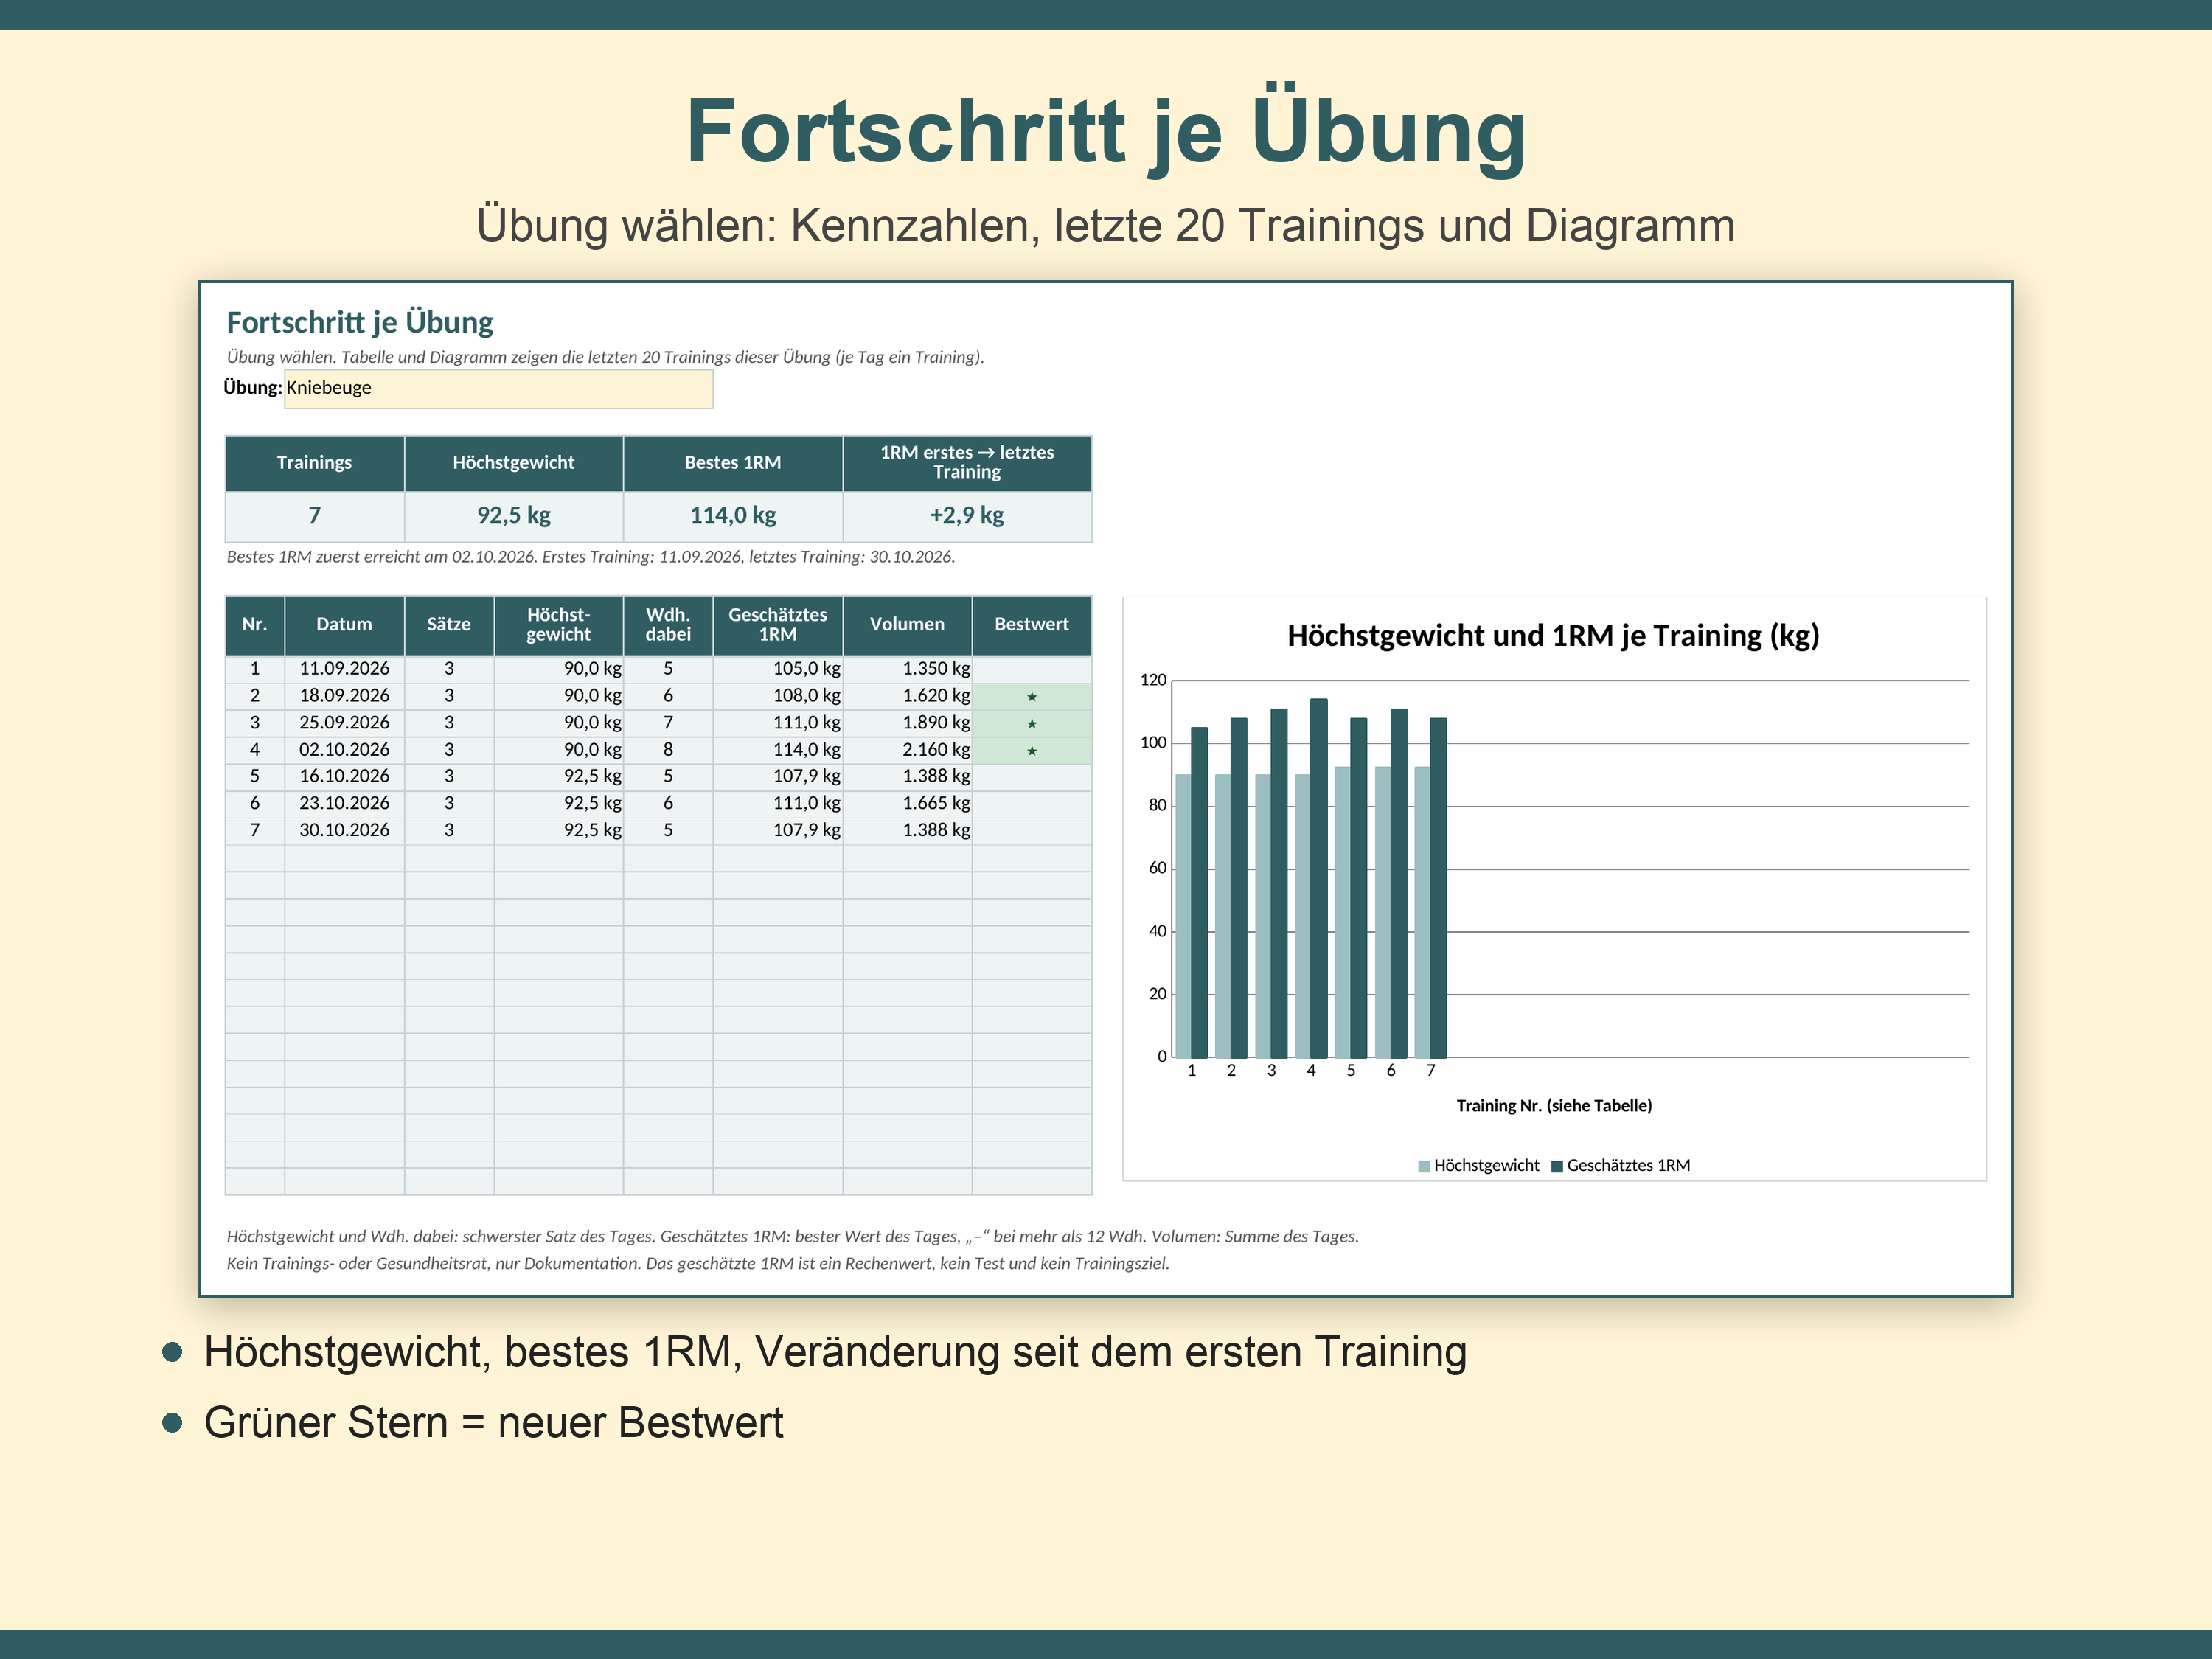 Fortschritt je Übung
Übung wählen: Kennzahlen, letzte 20 Trainings und Diagramm
Fortschritt je Übung
Übung wählen. Tabelle und Diagramm zeigen die letzten 20 Trainings dieser Übung (je Tag ein Training).
Übung: Kniebeuge
Trainings Höchstgewicht Bestes 1RM 1RM erstes → letztes Training
7 92,5 kg 114,0 kg +2,9 kg
Bestes 1RM zuerst erreicht am 02.10.2026. Erstes Training: 11.09.2026, letztes Training: 30.10.2026.
Nr. Datum Sätze Höchst-gewicht Wdh. dabei Geschätztes 1RM Volumen Bestwert
1 11.09.2026 3 90,0 kg 5 105,0 kg 1.350 kg
2 18.09.2026 3 90,0 kg 6 108,0 kg 1.620 kg ★
3 25.09.2026 3 90,0 kg 7 111,0 kg 1.890 kg ★
4 02.10.2026 3 90,0 kg 8 114,0 kg 2.160 kg ★
5 16.10.2026 3 92,5 kg 5 107,9 kg 1.388 kg
6 23.10.2026 3 92,5 kg 6 111,0 kg 1.665 kg
7 30.10.2026 3 92,5 kg 5 107,9 kg 1.388 kg
Höchstgewicht und 1RM je Training (kg)
120
100
80
60
40
20
0
1 2 3 4 5 6 7
Training Nr. (siehe Tabelle)
Höchstgewicht Geschätztes 1RM
Höchstgewicht und Wdh. dabei: schwerster Satz des Tages. Geschätztes 1RM: bester Wert des Tages, „–“ bei mehr als 12 Wdh. Volumen: Summe des Tages.
Kein Trainings- oder Gesundheitsrat, nur Dokumentation. Das geschätzte 1RM ist ein Rechenwert, kein Test und kein Trainingsziel.
Höchstgewicht, bestes 1RM, Veränderung seit dem ersten Training
Grüner Stern = neuer Bestwert